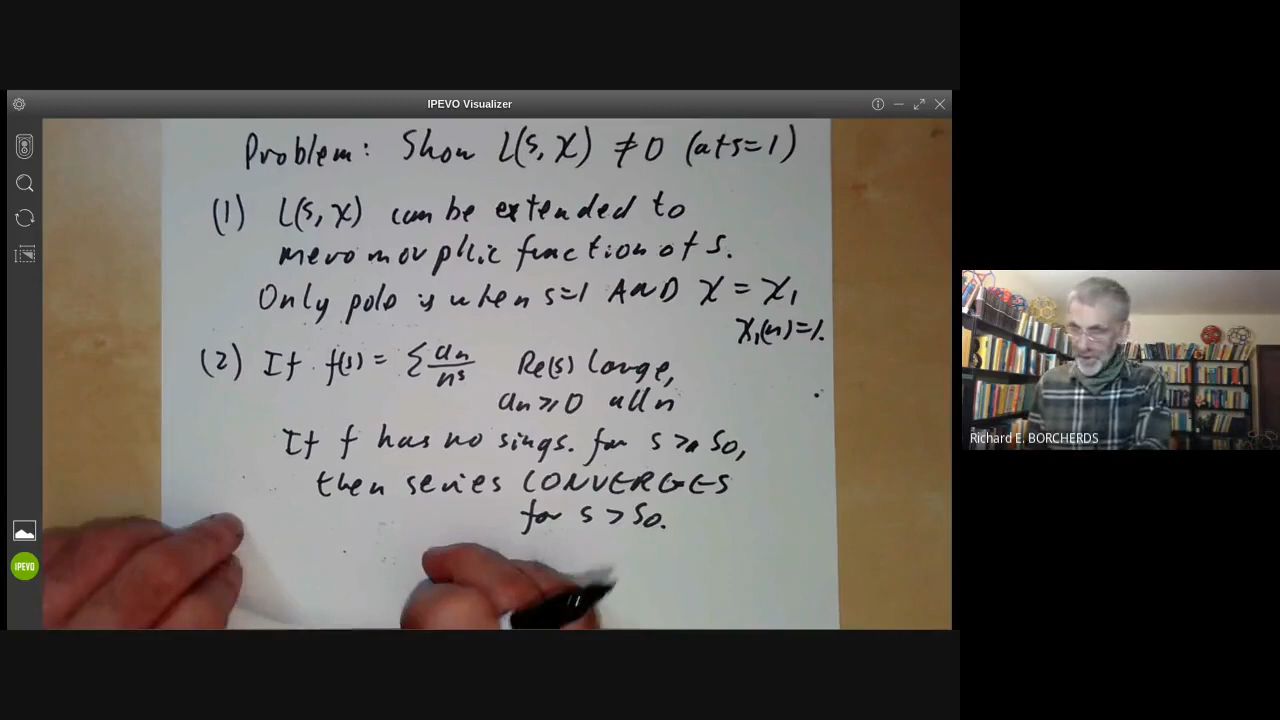 IPEVO Visualizer
Problem: Show L(s, χ) ≠ 0 (at s=1)
(1) L(s, χ) can be extended to
meromorphic function of s.
Only pole is when s=1 AND χ = χ₁
χ₁(n)=1.
(2) If f(s) = Σ aₙ/nˢ Re(s) large,
aₙ ≥ 0 all n
If f has no sings. for s > s₀,
then series CONVERGES
for s > s₀.
IPEVO
Richard E. BORCHERDS